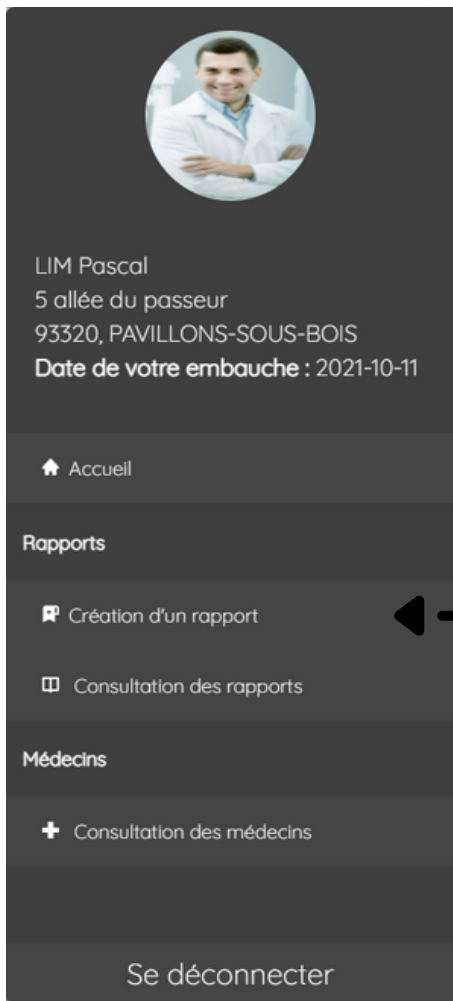 LIM Pascal
5 allée du passeur
93320, PAVILLONS-SOUS-BOIS
Date de votre embauche : 2021-10-11
Accueil
Rapports
Création d'un rapport
Consultation des rapports
Médecins
Consultation des médecins
Se déconnecter